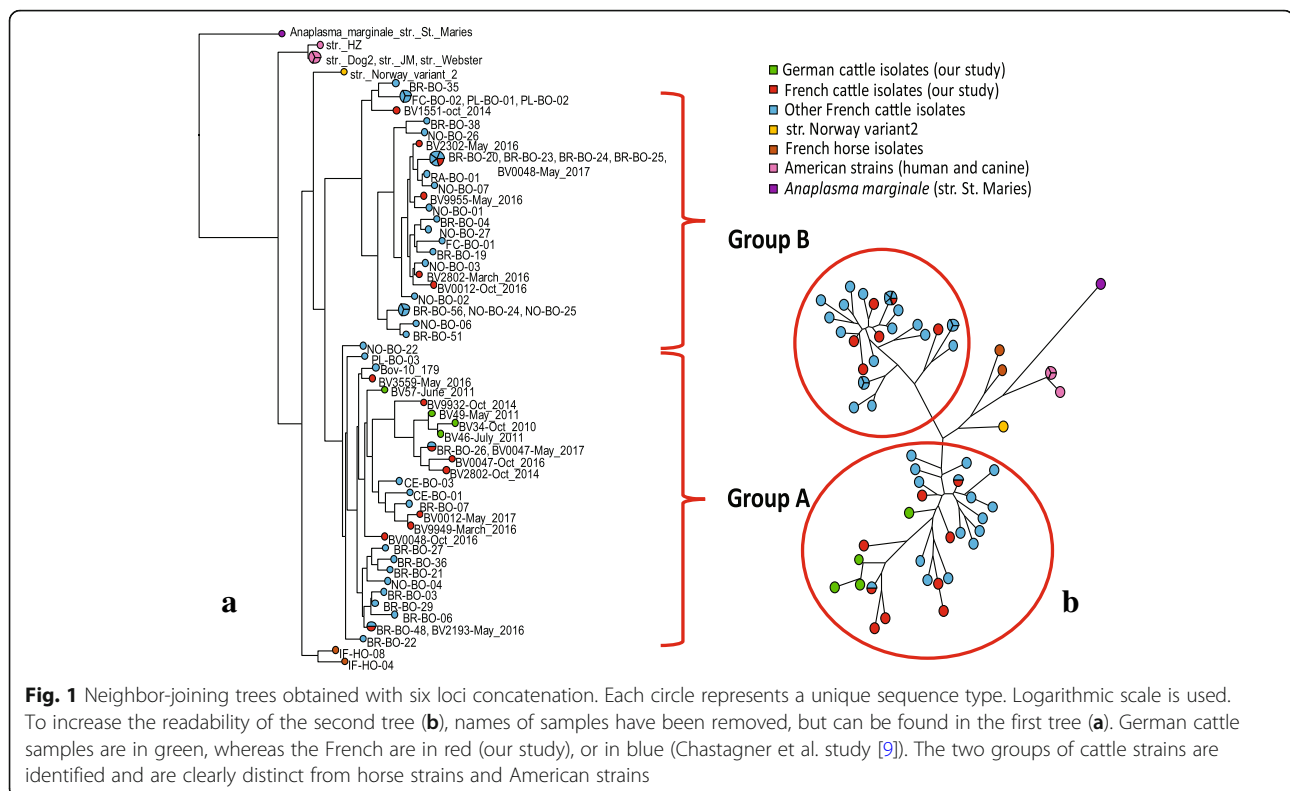 Anaplasma_marginale_str._St._Maries
str._HZ
str._Dog2, str._JM, str._Webster
str._Norway_variant_2
BR-BO-35
FC-BO-02, PL-BO-01, PL-BO-02
BV1551-oct_2014
BR-BO-38
NO-BO-26
BV2302-May_2016
BR-BO-20, BR-BO-23, BR-BO-24, BR-BO-25,
BV0048-May_2017
RA-BO-01
NO-BO-07
BV9955-May_2016
NO-BO-01
BR-BO-04
NO-BO-27
FC-BO-01
BR-BO-19
NO-BO-03
BV2802-March_2016
BV0012-Oct_2016
NO-BO-02
BR-BO-56, NO-BO-24, NO-BO-25
NO-BO-06
BR-BO-51
NO-BO-22
PL-BO-03
Bov-10_179
BV3559-May_2016
BV57-June_2011
BV9932-Oct_2014
BV49-May_2011
BV34-Oct_2010
BV46-July_2011
BR-BO-26, BV0047-May_2017
BV0047-Oct_2016
BV2802-Oct_2014
CE-BO-03
CE-BO-01
BR-BO-07
BV0012-May_2017
BV9949-March_2016
BV0048-Oct_2016
BR-BO-27
BR-BO-36
BR-BO-21
NO-BO-04
BR-BO-03
BR-BO-29
BR-BO-06
BR-BO-48, BV2193-May_2016
BR-BO-22
IF-HO-08
IF-HO-04
a
Group B
Group A
German cattle isolates (our study)
French cattle isolates (our study)
Other French cattle isolates
str. Norway variant2
French horse isolates
American strains (human and canine)
Anaplasma marginale (str. St. Maries)
b
Fig. 1 Neighbor-joining trees obtained with six loci concatenation. Each circle represents a unique sequence type. Logarithmic scale is used.
To increase the readability of the second tree (b), names of samples have been removed, but can be found in the first tree (a). German cattle
samples are in green, whereas the French are in red (our study), or in blue (Chastagner et al. study [9]). The two groups of cattle strains are
identified and are clearly distinct from horse strains and American strains